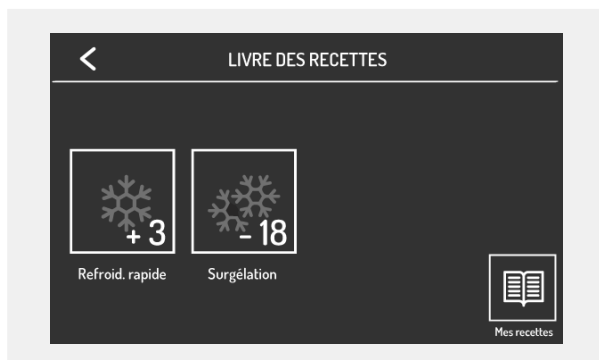 LIVRE DES RECETTES
+ 3
- 18
Refroid. rapide
Surgélation
Mes recettes